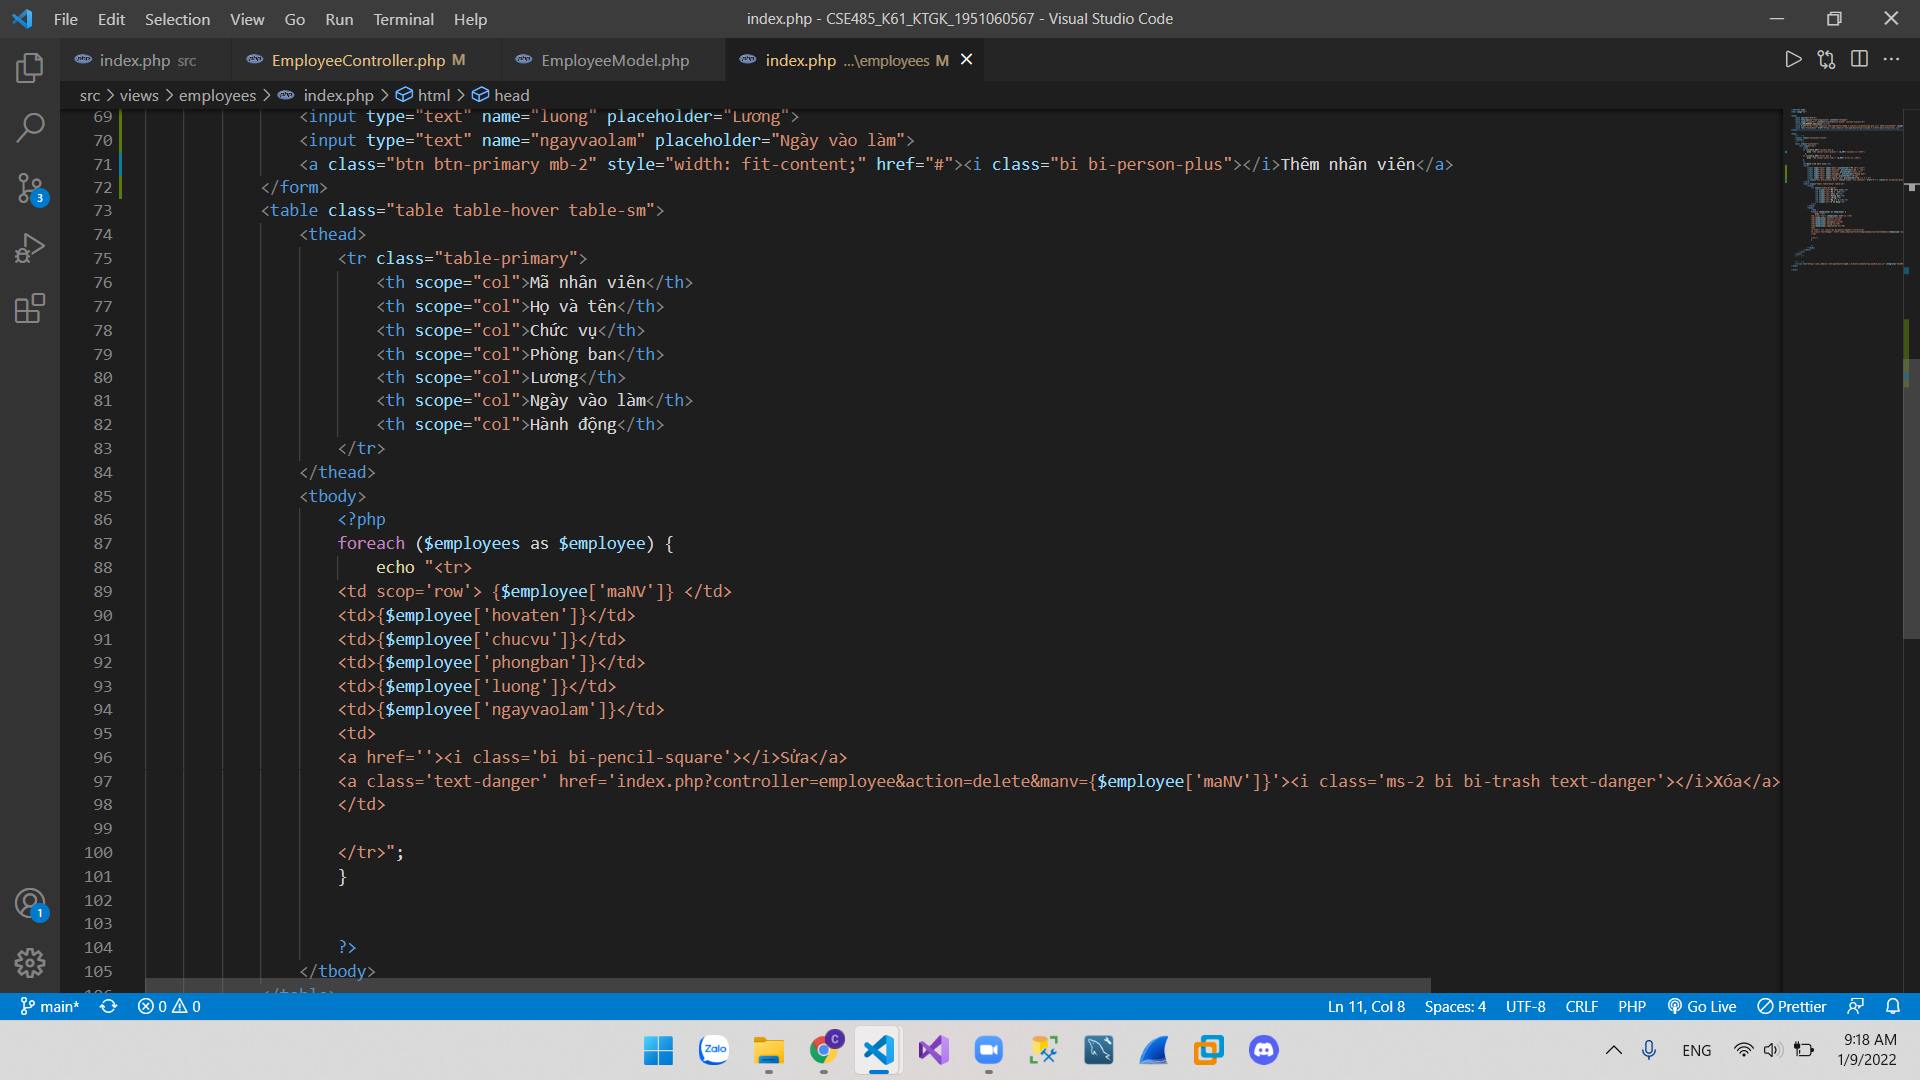 File Edit Selection View Go Run Terminal Help
index.php - CSE485_K61_KTGK_1951060567 - Visual Studio Code
index.php src
EmployeeController.php M
EmployeeModel.php
index.php ...\employees M
src > views > employees > index.php > html > head
69 <input type="text" name="luong" placeholder="Lương">
70 <input type="text" name="ngayvaolam" placeholder="Ngày vào làm">
71 <a class="btn btn-primary mb-2" style="width: fit-content;" href="#"><i class="bi bi-person-plus"></i>Thêm nhân viên</a>
72 </form>
73 <table class="table table-hover table-sm">
74 <thead>
75 <tr class="table-primary">
76 <th scope="col">Mã nhân viên</th>
77 <th scope="col">Họ và tên</th>
78 <th scope="col">Chức vụ</th>
79 <th scope="col">Phòng ban</th>
80 <th scope="col">Lương</th>
81 <th scope="col">Ngày vào làm</th>
82 <th scope="col">Hành động</th>
83 </tr>
84 </thead>
85 <tbody>
86 <?php
87 foreach ($employees as $employee) {
88 echo "<tr>
89 <td scop='row'> {$employee['maNV']} </td>
90 <td>{$employee['hovaten']}</td>
91 <td>{$employee['chucvu']}</td>
92 <td>{$employee['phongban']}</td>
93 <td>{$employee['luong']}</td>
94 <td>{$employee['ngayvaolam']}</td>
95 <td>
96 <a href=''><i class='bi bi-pencil-square'></i>Sửa</a>
97 <a class='text-danger' href='index.php?controller=employee&action=delete&manv={$employee['maNV']}'><i class='ms-2 bi bi-trash text-danger'></i>Xóa</a>
98 </td>
99
100 </tr>";
101 }
102
103
104 ?>
105 </tbody>
106 </table>
3
1
main* 0 0
Ln 11, Col 8 Spaces: 4 UTF-8 CRLF PHP Go Live Prettier
Zalo
C
ENG
9:18 AM
1/9/2022